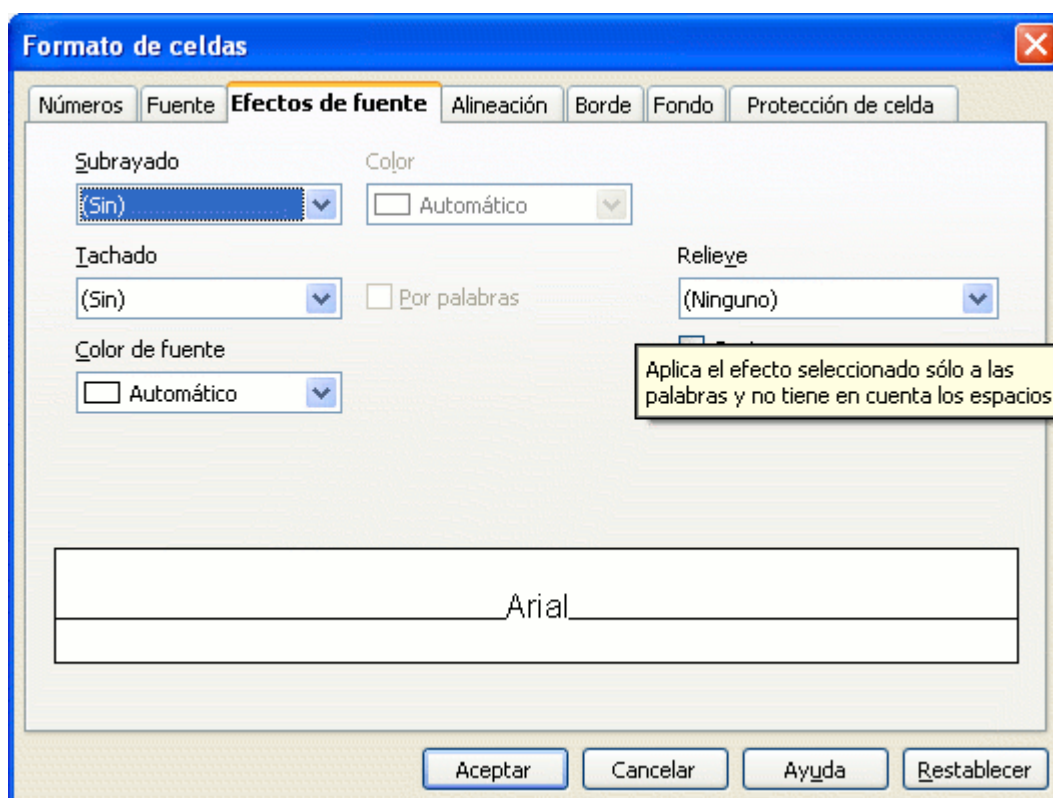 Formato de celdas
Números Fuente Efectos de fuente Alineación Borde Fondo Protección de celda
Subrayado Color
(Sin) Automático
Tachado Relieve
(Sin) Por palabras (Ninguno)
Color de fuente
Automático
Aplica el efecto seleccionado sólo a las
palabras y no tiene en cuenta los espacios
Arial
Aceptar Cancelar Ayuda Restablecer